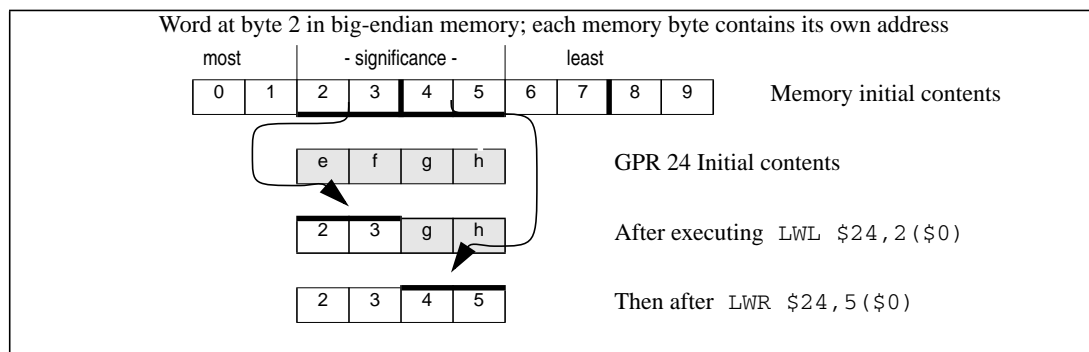 Word at byte 2 in big-endian memory; each memory byte contains its own address
most - significance - least
0 1 2 3 4 5 6 7 8 9 Memory initial contents
e f g h GPR 24 Initial contents
2 3 g h After executing LWL $24,2($0)
2 3 4 5 Then after LWR $24,5($0)